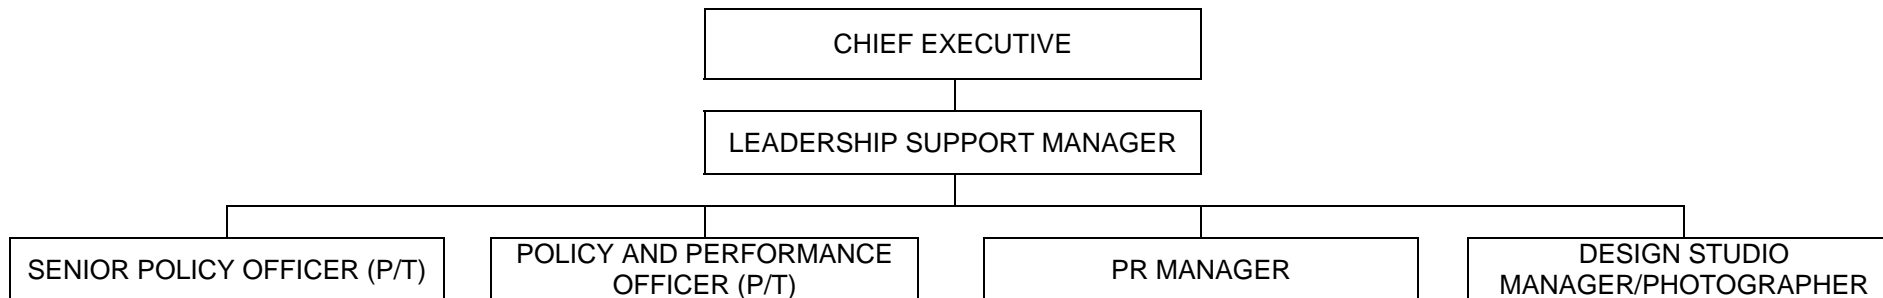 CHIEF EXECUTIVE
LEADERSHIP SUPPORT MANAGER
SENIOR POLICY OFFICER (P/T)
POLICY AND PERFORMANCE
OFFICER (P/T)
PR MANAGER
DESIGN STUDIO
MANAGER/PHOTOGRAPHER